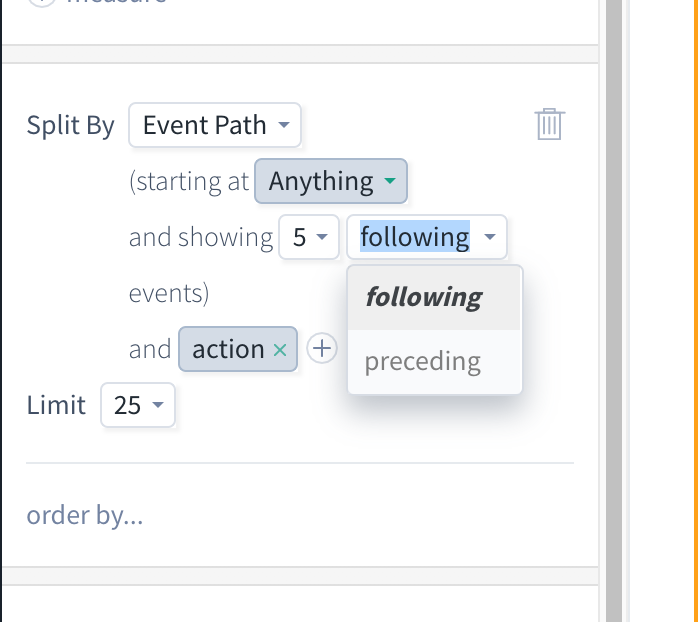 measure
Split By Event Path
(starting at Anything
and showing 5 following
events)
following
preceding
and action ×
Limit 25
order by...